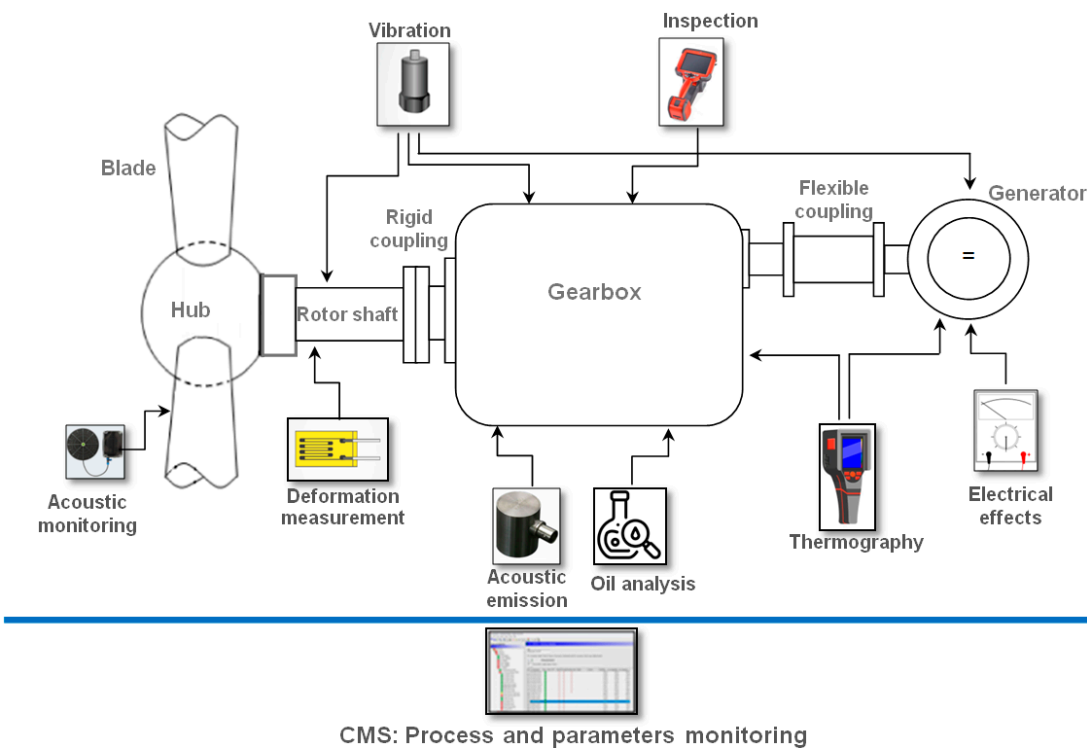 Vibration
Inspection
Blade
Rigid
coupling
Flexible
coupling
Generator
=
Hub
Rotor shaft
Gearbox
Acoustic
monitoring
Deformation
measurement
Acoustic
emission
Oil analysis
Thermography
Electrical
effects
CMS: Process and parameters monitoring